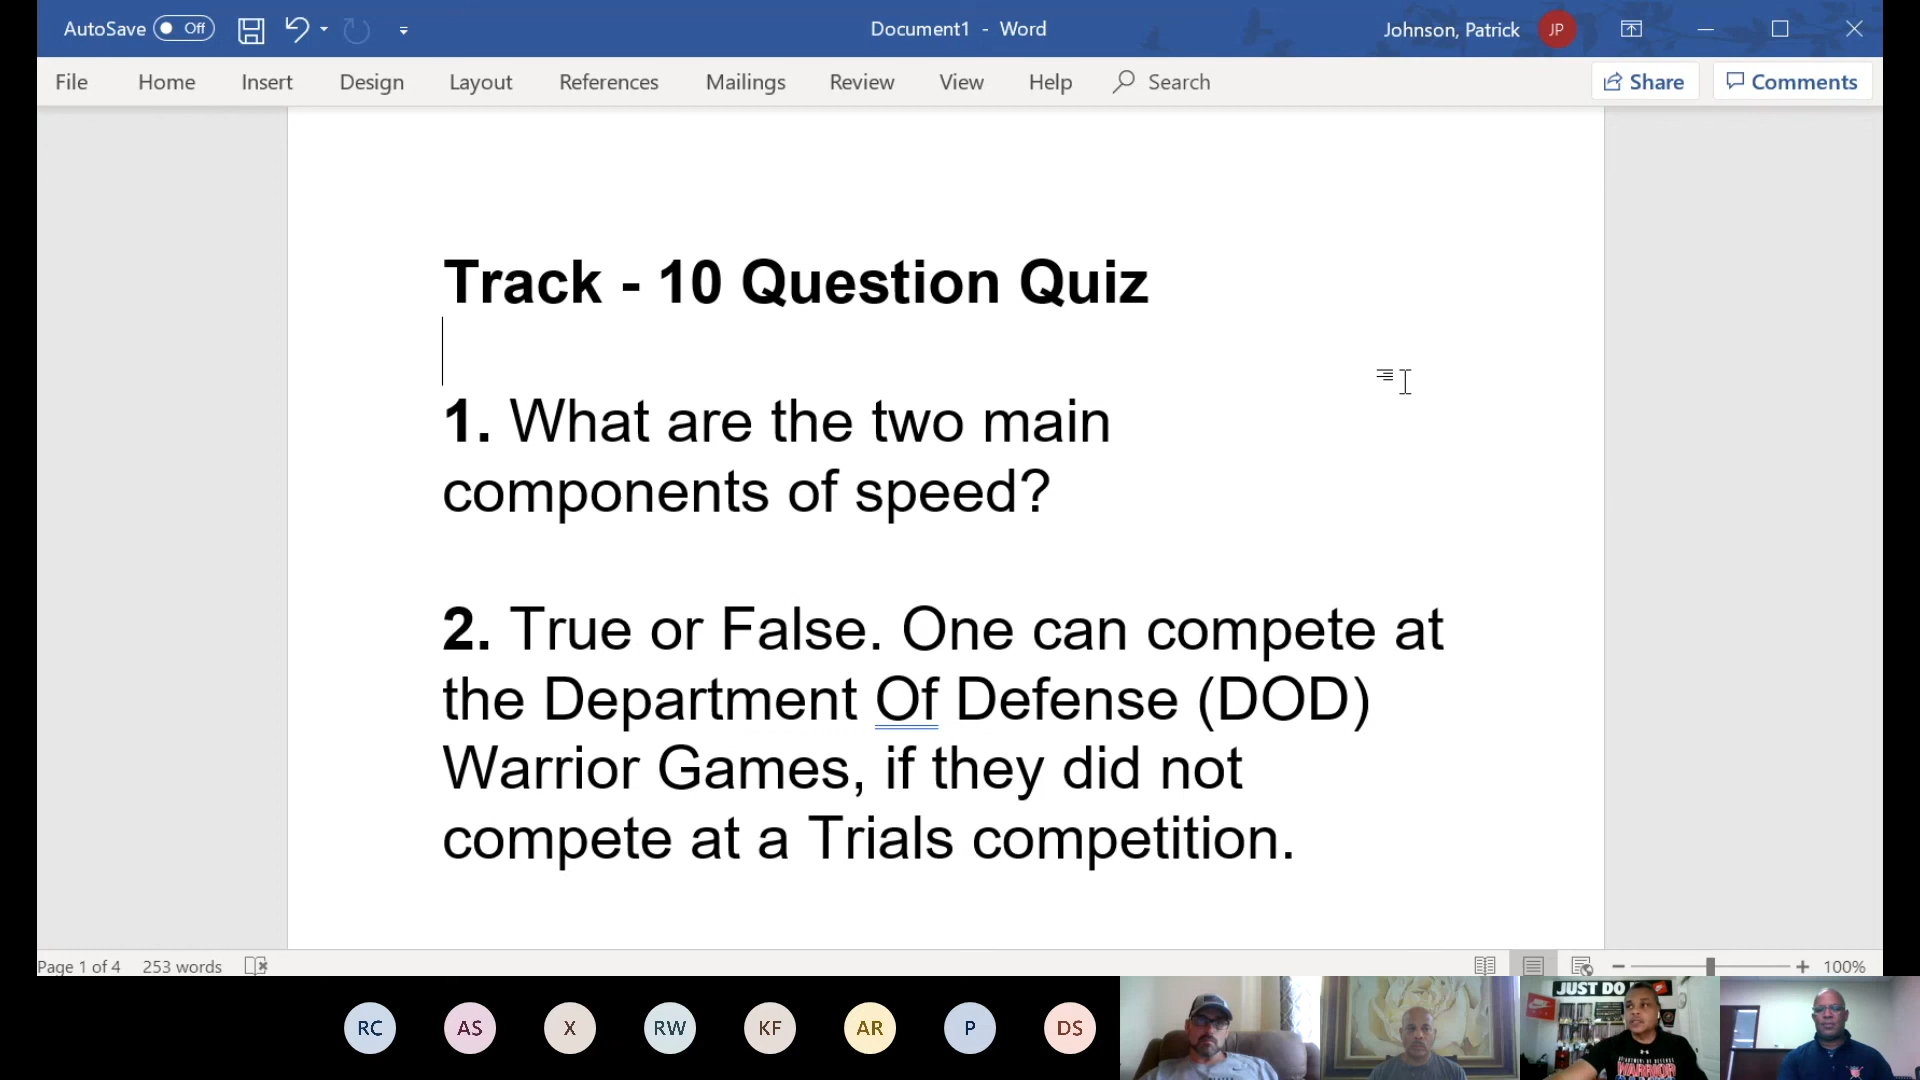 AutoSave Off
Document1 - Word
Johnson, Patrick JP
File Home Insert Design Layout References Mailings Review View Help Search Share Comments
Track - 10 Question Quiz
1. What are the two main
components of speed?
2. True or False. One can compete at
the Department Of Defense (DOD)
Warrior Games, if they did not
compete at a Trials competition.
Page 1 of 4 253 words 100%
RC AS X RW KF AR P DS
JUST DO
WARRIOR